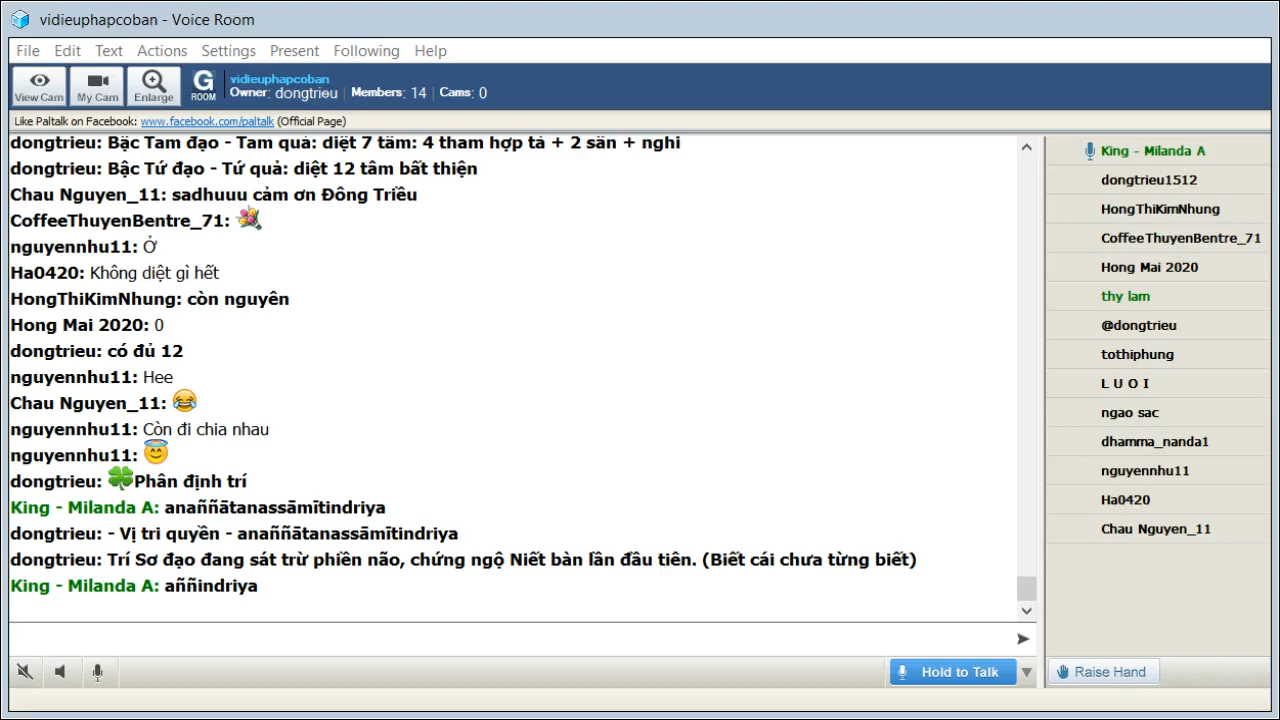 vidieuphapcoban - Voice Room
File Edit Text Actions Settings Present Following Help
View Cam My Cam Enlarge G ROOM
vidieuphapcoban
Owner: dongtrieu | Members: 14 | Cams: 0
Like Paltalk on Facebook: www.facebook.com/paltalk (Official Page)
dongtrieu: Bậc Tam đạo - Tam quả: diệt 7 tâm: 4 tham hợp tà + 2 sân + nghi
dongtrieu: Bậc Tứ đạo - Tứ quả: diệt 12 tâm bất thiện
Chau Nguyen_11: sadhuuu cảm ơn Đông Triều
CoffeeThuyenBentre_71:
nguyennhu11: Ở
Ha0420: Không diệt gì hết
HongThiKimNhung: còn nguyên
Hong Mai 2020: 0
dongtrieu: có đủ 12
nguyennhu11: Hee
Chau Nguyen_11:
nguyennhu11: Còn đi chia nhau
nguyennhu11:
dongtrieu: Phân định trí
King - Milanda A: anaññātanassāmītindriya
dongtrieu: - Vị tri quyền - anaññātanassāmītindriya
dongtrieu: Trí Sơ đạo đang sát trừ phiền não, chứng ngộ Niết bàn lần đầu tiên. (Biết cái chưa từng biết)
King - Milanda A: aññindriya
King - Milanda A
dongtrieu1512
HongThiKimNhung
CoffeeThuyenBentre_71
Hong Mai 2020
thy lam
@dongtrieu
tothiphung
L U O I
ngao sac
dhamma_nanda1
nguyennhu11
Ha0420
Chau Nguyen_11
Hold to Talk
Raise Hand